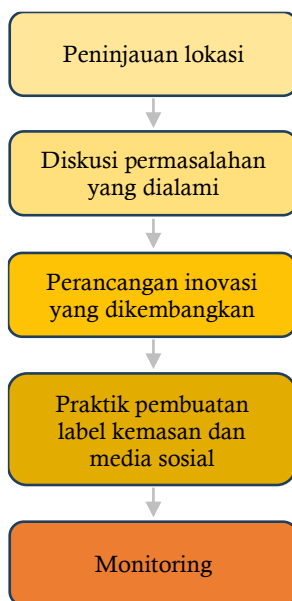 Peninjauan lokasi
Diskusi permasalahan
yang dialami
Perancangan inovasi
yang dikembangkan
Praktik pembuatan
label kemasan dan
media sosial
Monitoring